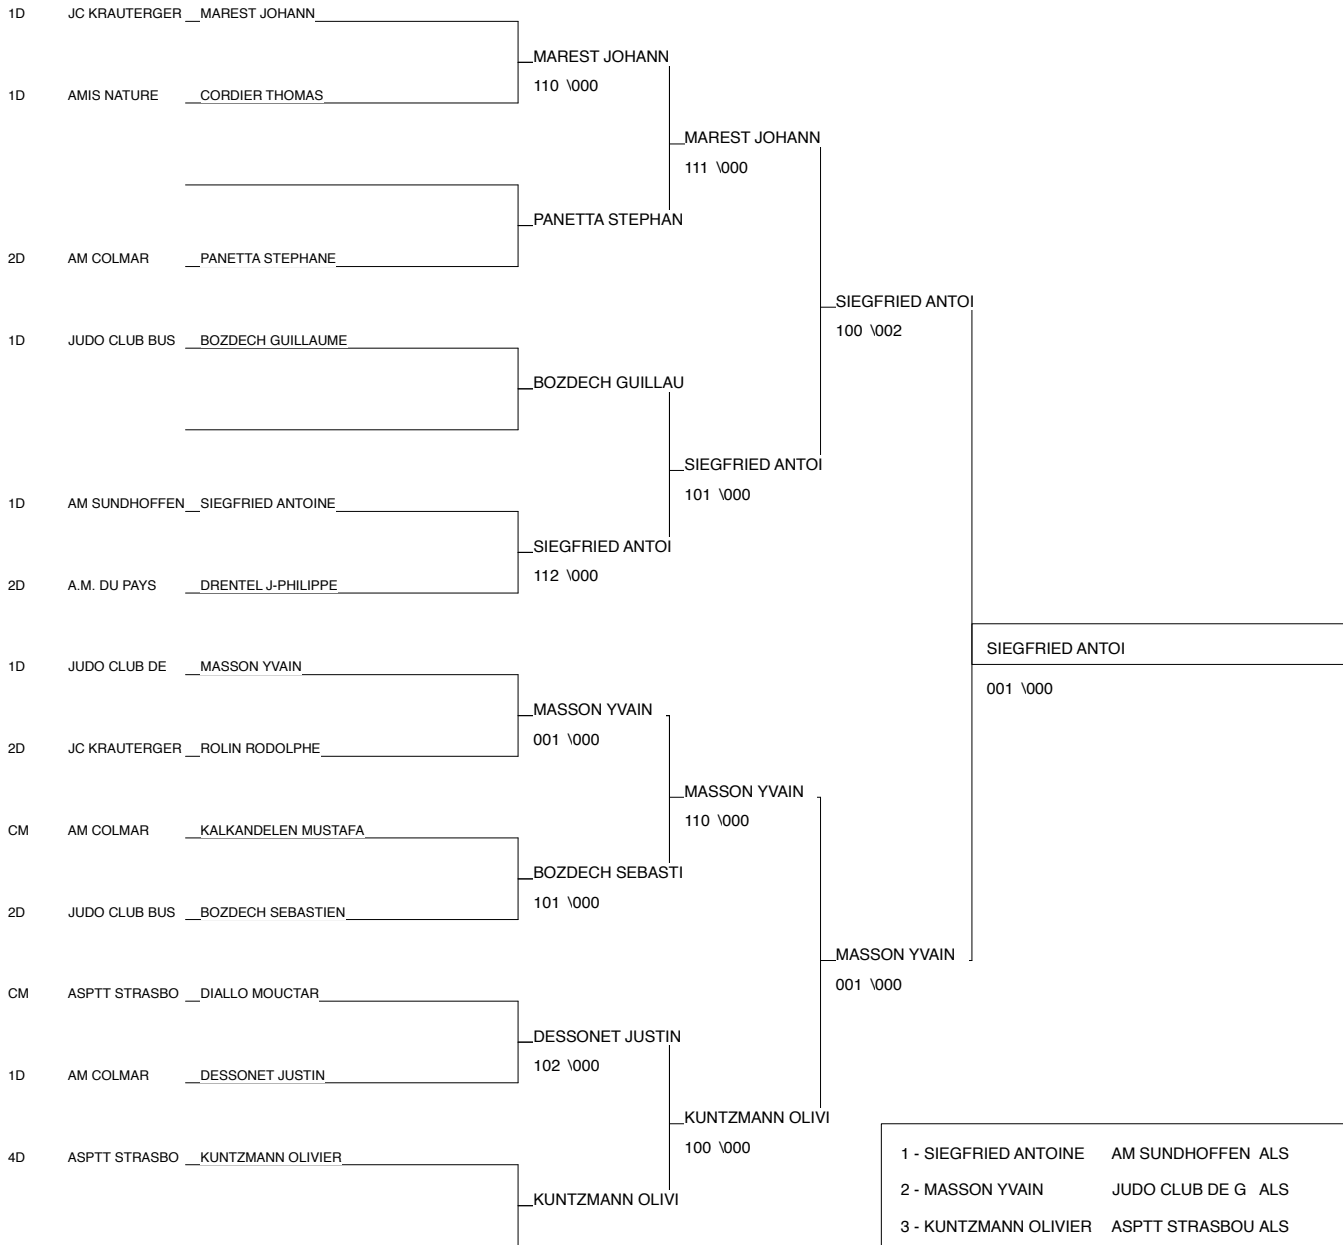 1D JC KRAUTERGER MAREST JOHANN
MAREST JOHANN
110 \000
1D AMIS NATURE CORDIER THOMAS
MAREST JOHANN
111 \000
PANETTA STEPHAN
2D AM COLMAR PANETTA STEPHANE
SIEGFRIED ANTOI
100 \002
1D JUDO CLUB BUS BOZDECH GUILLAUME
BOZDECH GUILLAU
SIEGFRIED ANTOI
101 \000
1D AM SUNDHOFFEN SIEGFRIED ANTOINE
SIEGFRIED ANTOI
112 \000
2D A.M. DU PAYS DRENTEL J-PHILIPPE
SIEGFRIED ANTOI
001 \000
1D JUDO CLUB DE MASSON YVAIN
MASSON YVAIN
001 \000
2D JC KRAUTERGER ROLIN RODOLPHE
MASSON YVAIN
110 \000
CM AM COLMAR KALKANDELEN MUSTAFA
BOZDECH SEBASTI
101 \000
2D JUDO CLUB BUS BOZDECH SEBASTIEN
MASSON YVAIN
001 \000
CM ASPTT STRASBO DIALLO MOUCTAR
DESSONET JUSTIN
102 \000
1D AM COLMAR DESSONET JUSTIN
KUNTZMANN OLIVI
100 \000
4D ASPTT STRASBO KUNTZMANN OLIVIER
KUNTZMANN OLIVI
1 - SIEGFRIED ANTOINE AM SUNDHOFFEN ALS
2 - MASSON YVAIN JUDO CLUB DE G ALS
3 - KUNTZMANN OLIVIER ASPTT STRASBOU ALS